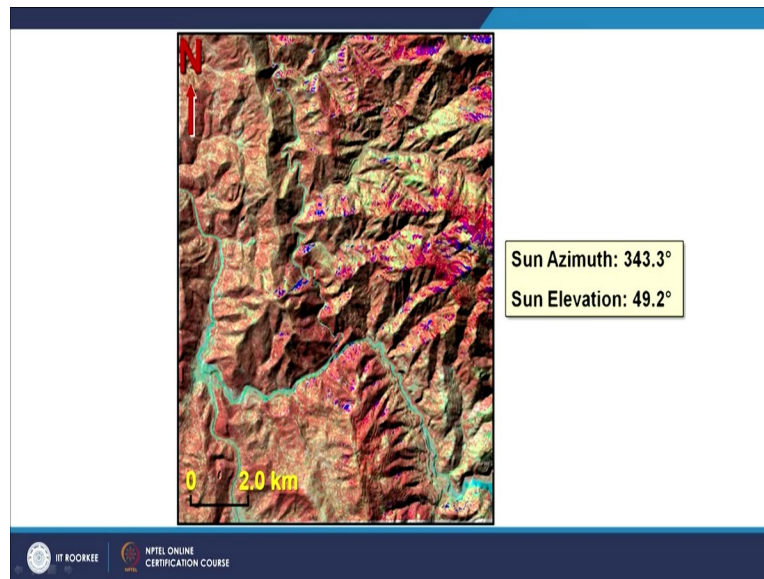 N
Sun Azimuth: 343.3°
Sun Elevation: 49.2°
0 2.0 km
IIT ROORKEE
NPTEL ONLINE
CERTIFICATION COURSE